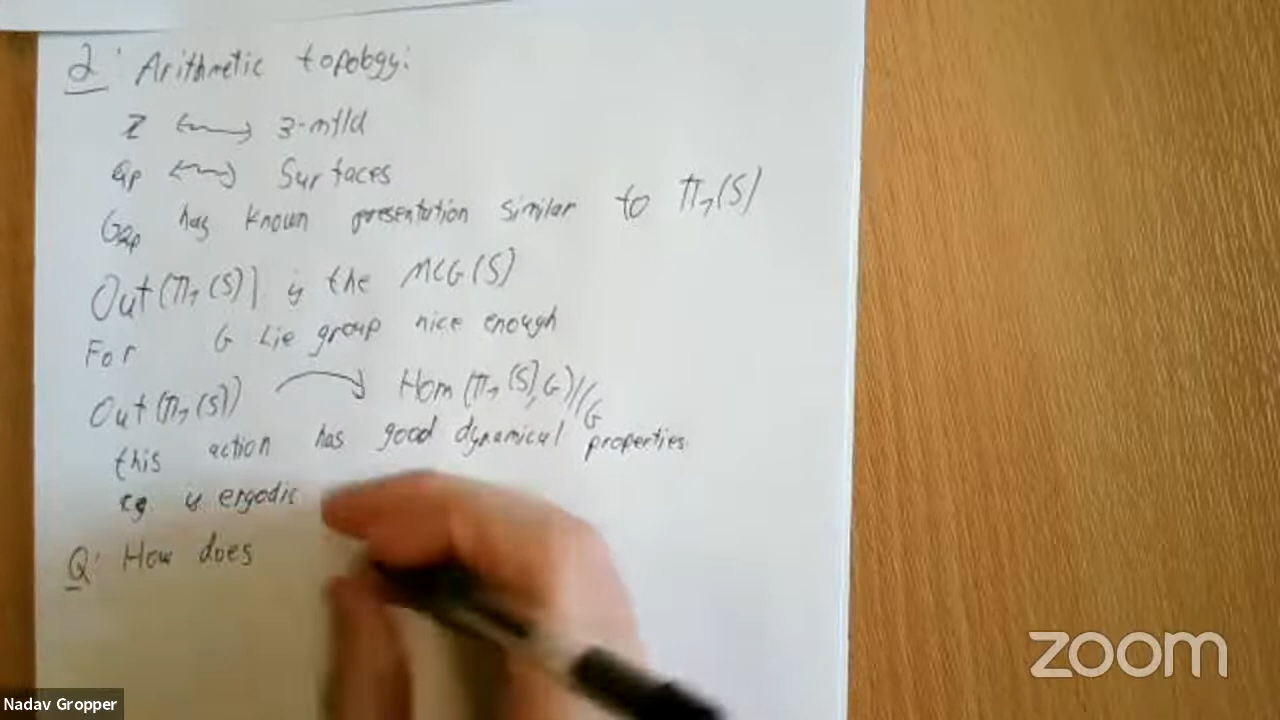 2: Arithmetic topology:
Z ⟷ 3-mfld
Qp ⟷ Surfaces
G_Qp has known presentation similar to π₁(S)
Out(π₁(S)) is the MCG(S)
For G Lie group nice enough
Out(π₁(S)) ↷ Hom(π₁(S),G)//G
this action has good dynamical properties
eg is ergodic
Q: How does
Nadav Gropper
zoom